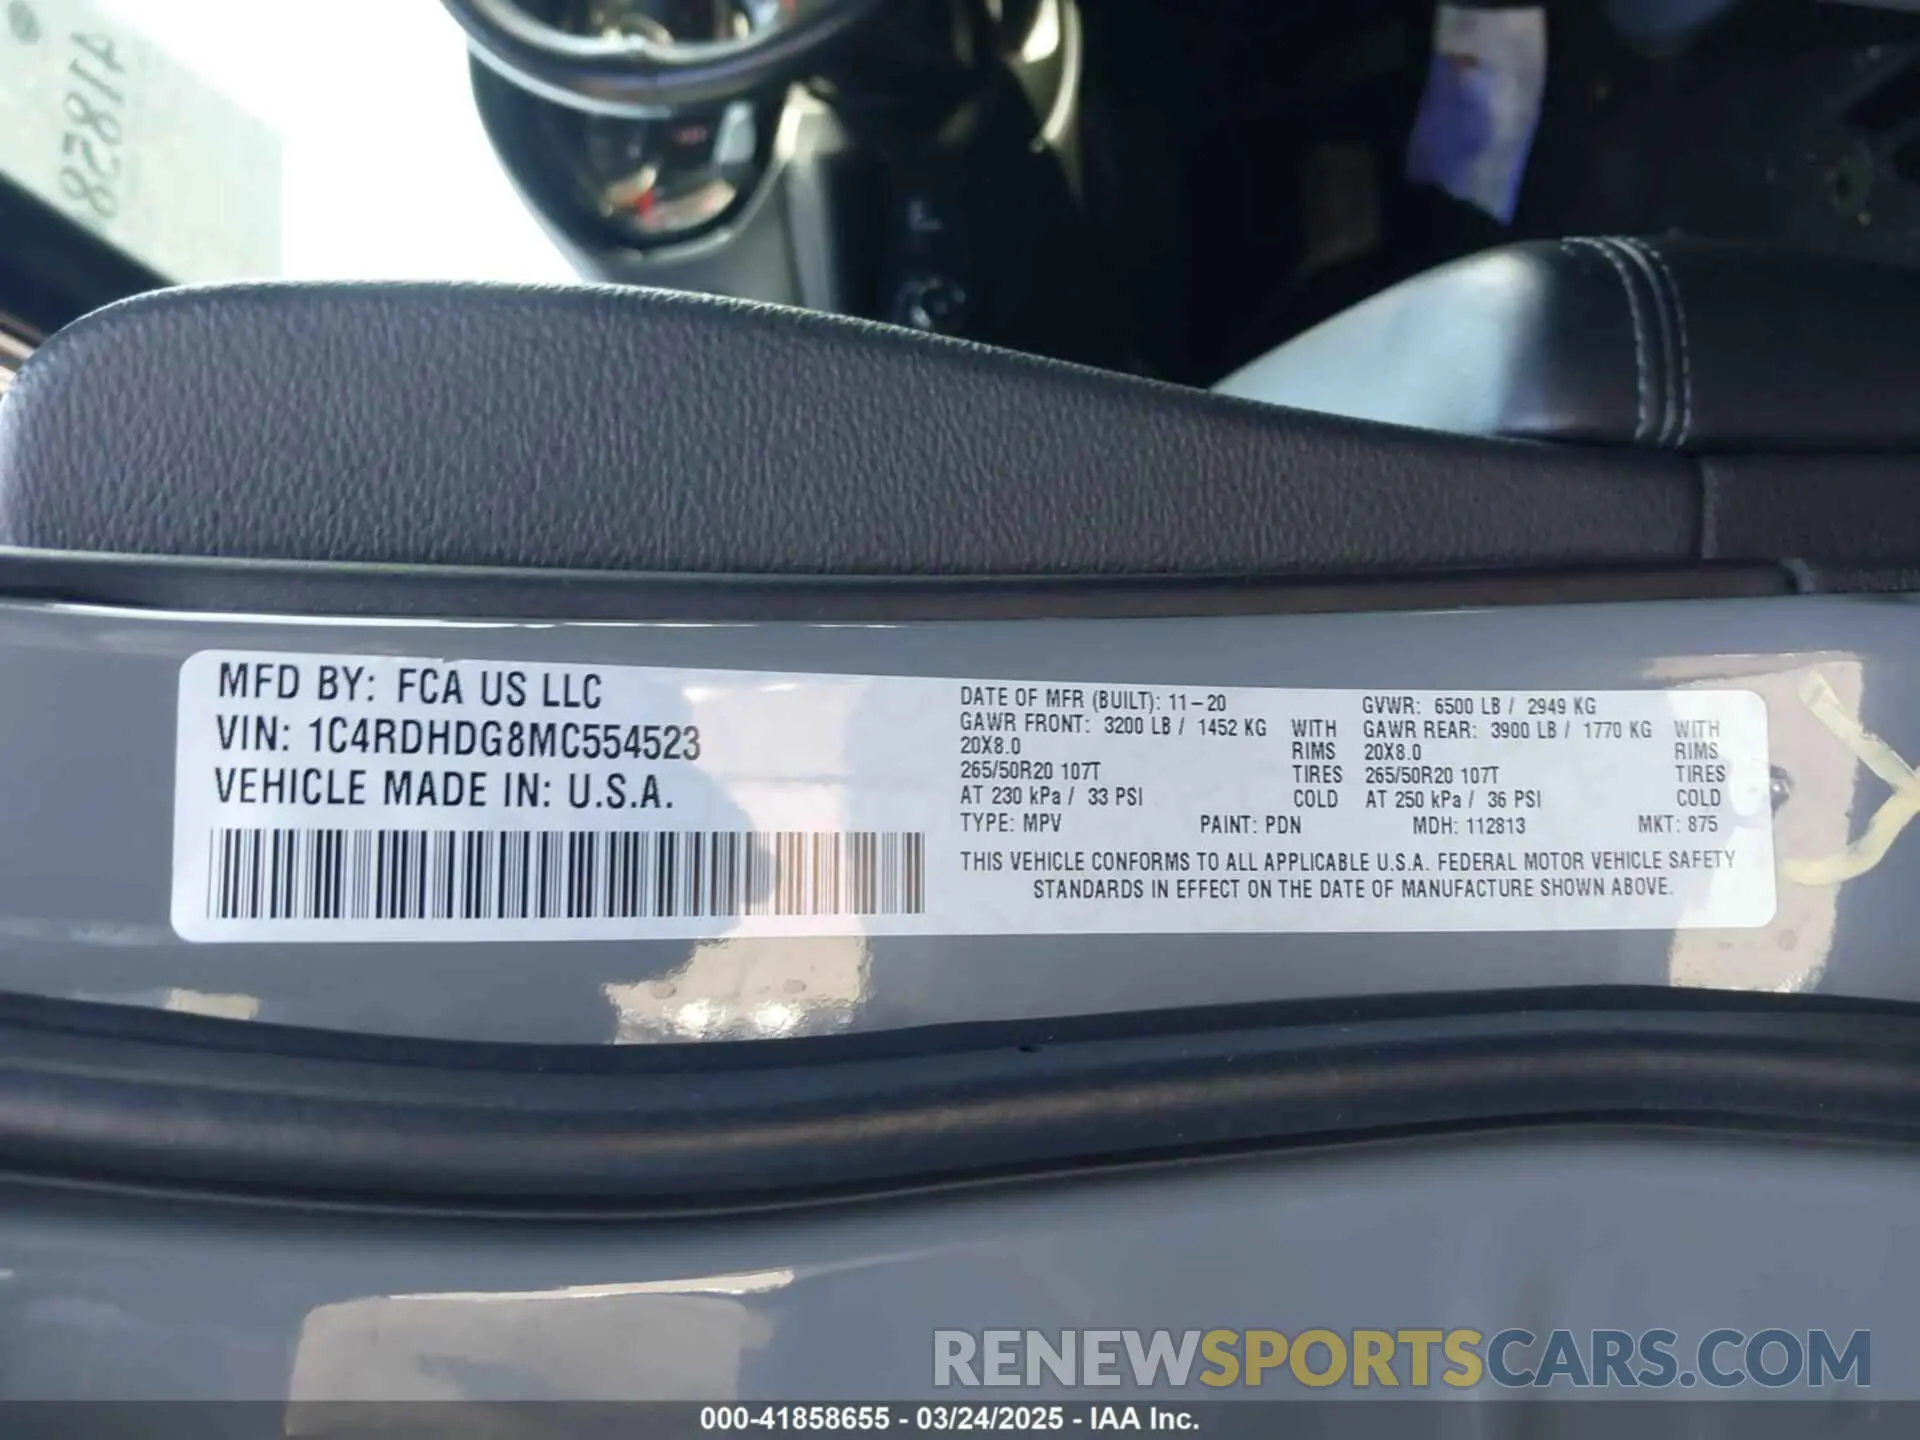 A1858
MFD BY: FCA US LLC
VIN: 1C4RDHDG8MC554523
VEHICLE MADE IN: U.S.A.
DATE OF MFR (BUILT): 11-20 GVWR: 6500 LB / 2949 KG
GAWR FRONT: 3200 LB / 1452 KG WITH GAWR REAR: 3900 LB / 1770 KG WITH
20X8.0 RIMS 20X8.0 RIMS
265/50R20 107T TIRES 265/50R20 107T TIRES
AT 230 kPa / 33 PSI COLD AT 250 kPa / 36 PSI COLD
TYPE: MPV PAINT: PDN MDH: 112813 MKT: 875
THIS VEHICLE CONFORMS TO ALL APPLICABLE U.S.A. FEDERAL MOTOR VEHICLE SAFETY
STANDARDS IN EFFECT ON THE DATE OF MANUFACTURE SHOWN ABOVE.
RENEWSPORTSCARS.COM
000-41858655 - 03/24/2025 - IAA Inc.